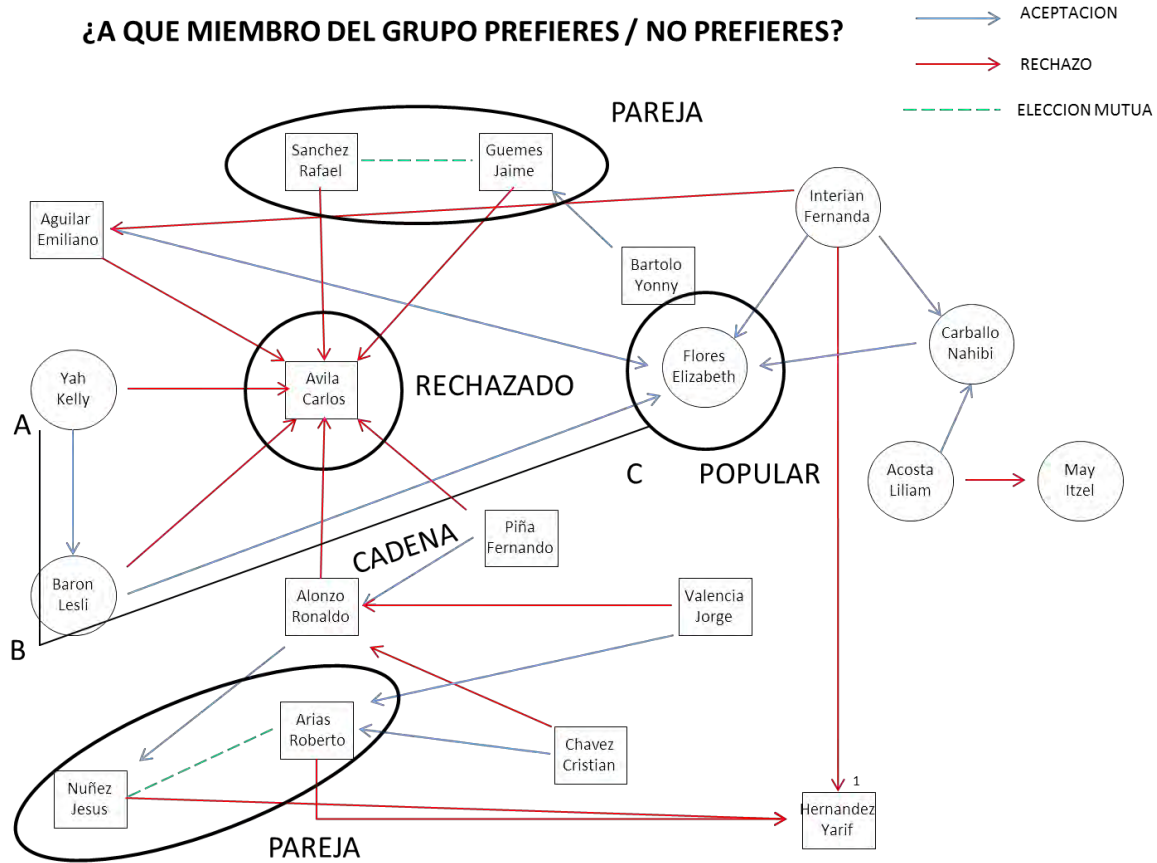 ¿A QUE MIEMBRO DEL GRUPO PREFIERES / NO PREFIERES?
ACEPTACION
RECHAZO
ELECCION MUTUA
PAREJA
Sanchez
Rafael
Guemes
Jaime
Interian
Fernanda
Aguilar
Emiliano
Bartolo
Yonny
Carballo
Nahibi
Flores
Elizabeth
Yah
Kelly
Avila
Carlos
RECHAZADO
A
C
POPULAR
Acosta
Liliam
May
Itzel
Piña
Fernando
CADENA
Baron
Lesli
Alonzo
Ronaldo
Valencia
Jorge
B
Arias
Roberto
Chavez
Cristian
Nuñez
Jesus
1
Hernandez
Yarif
PAREJA